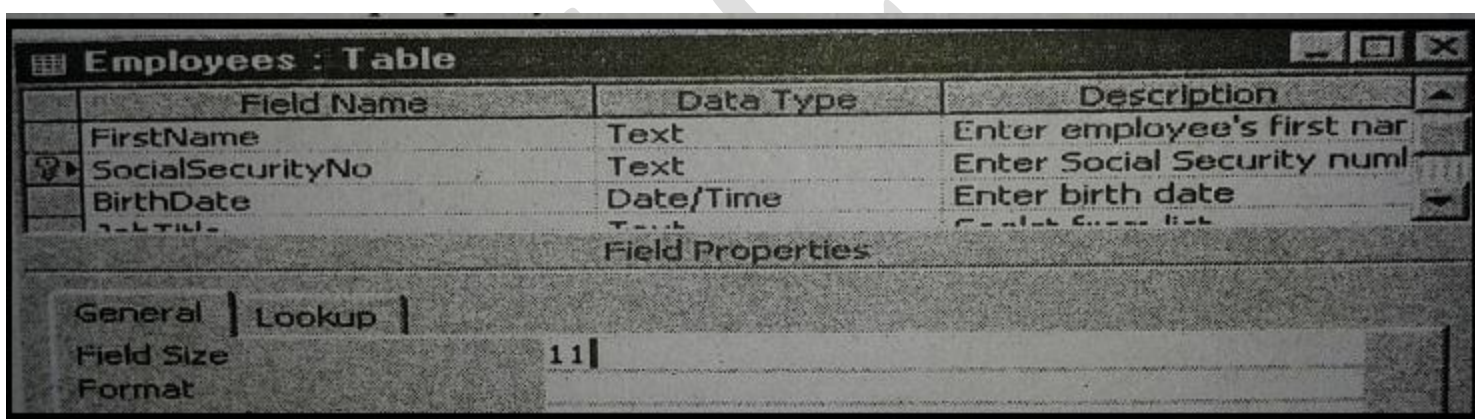 Employees : Table
Field Name Data Type Description
FirstName Text Enter employee's first nar
SocialSecurityNo Text Enter Social Security numl
BirthDate Date/Time Enter birth date
Field Properties
General Lookup
Field Size 11
Format